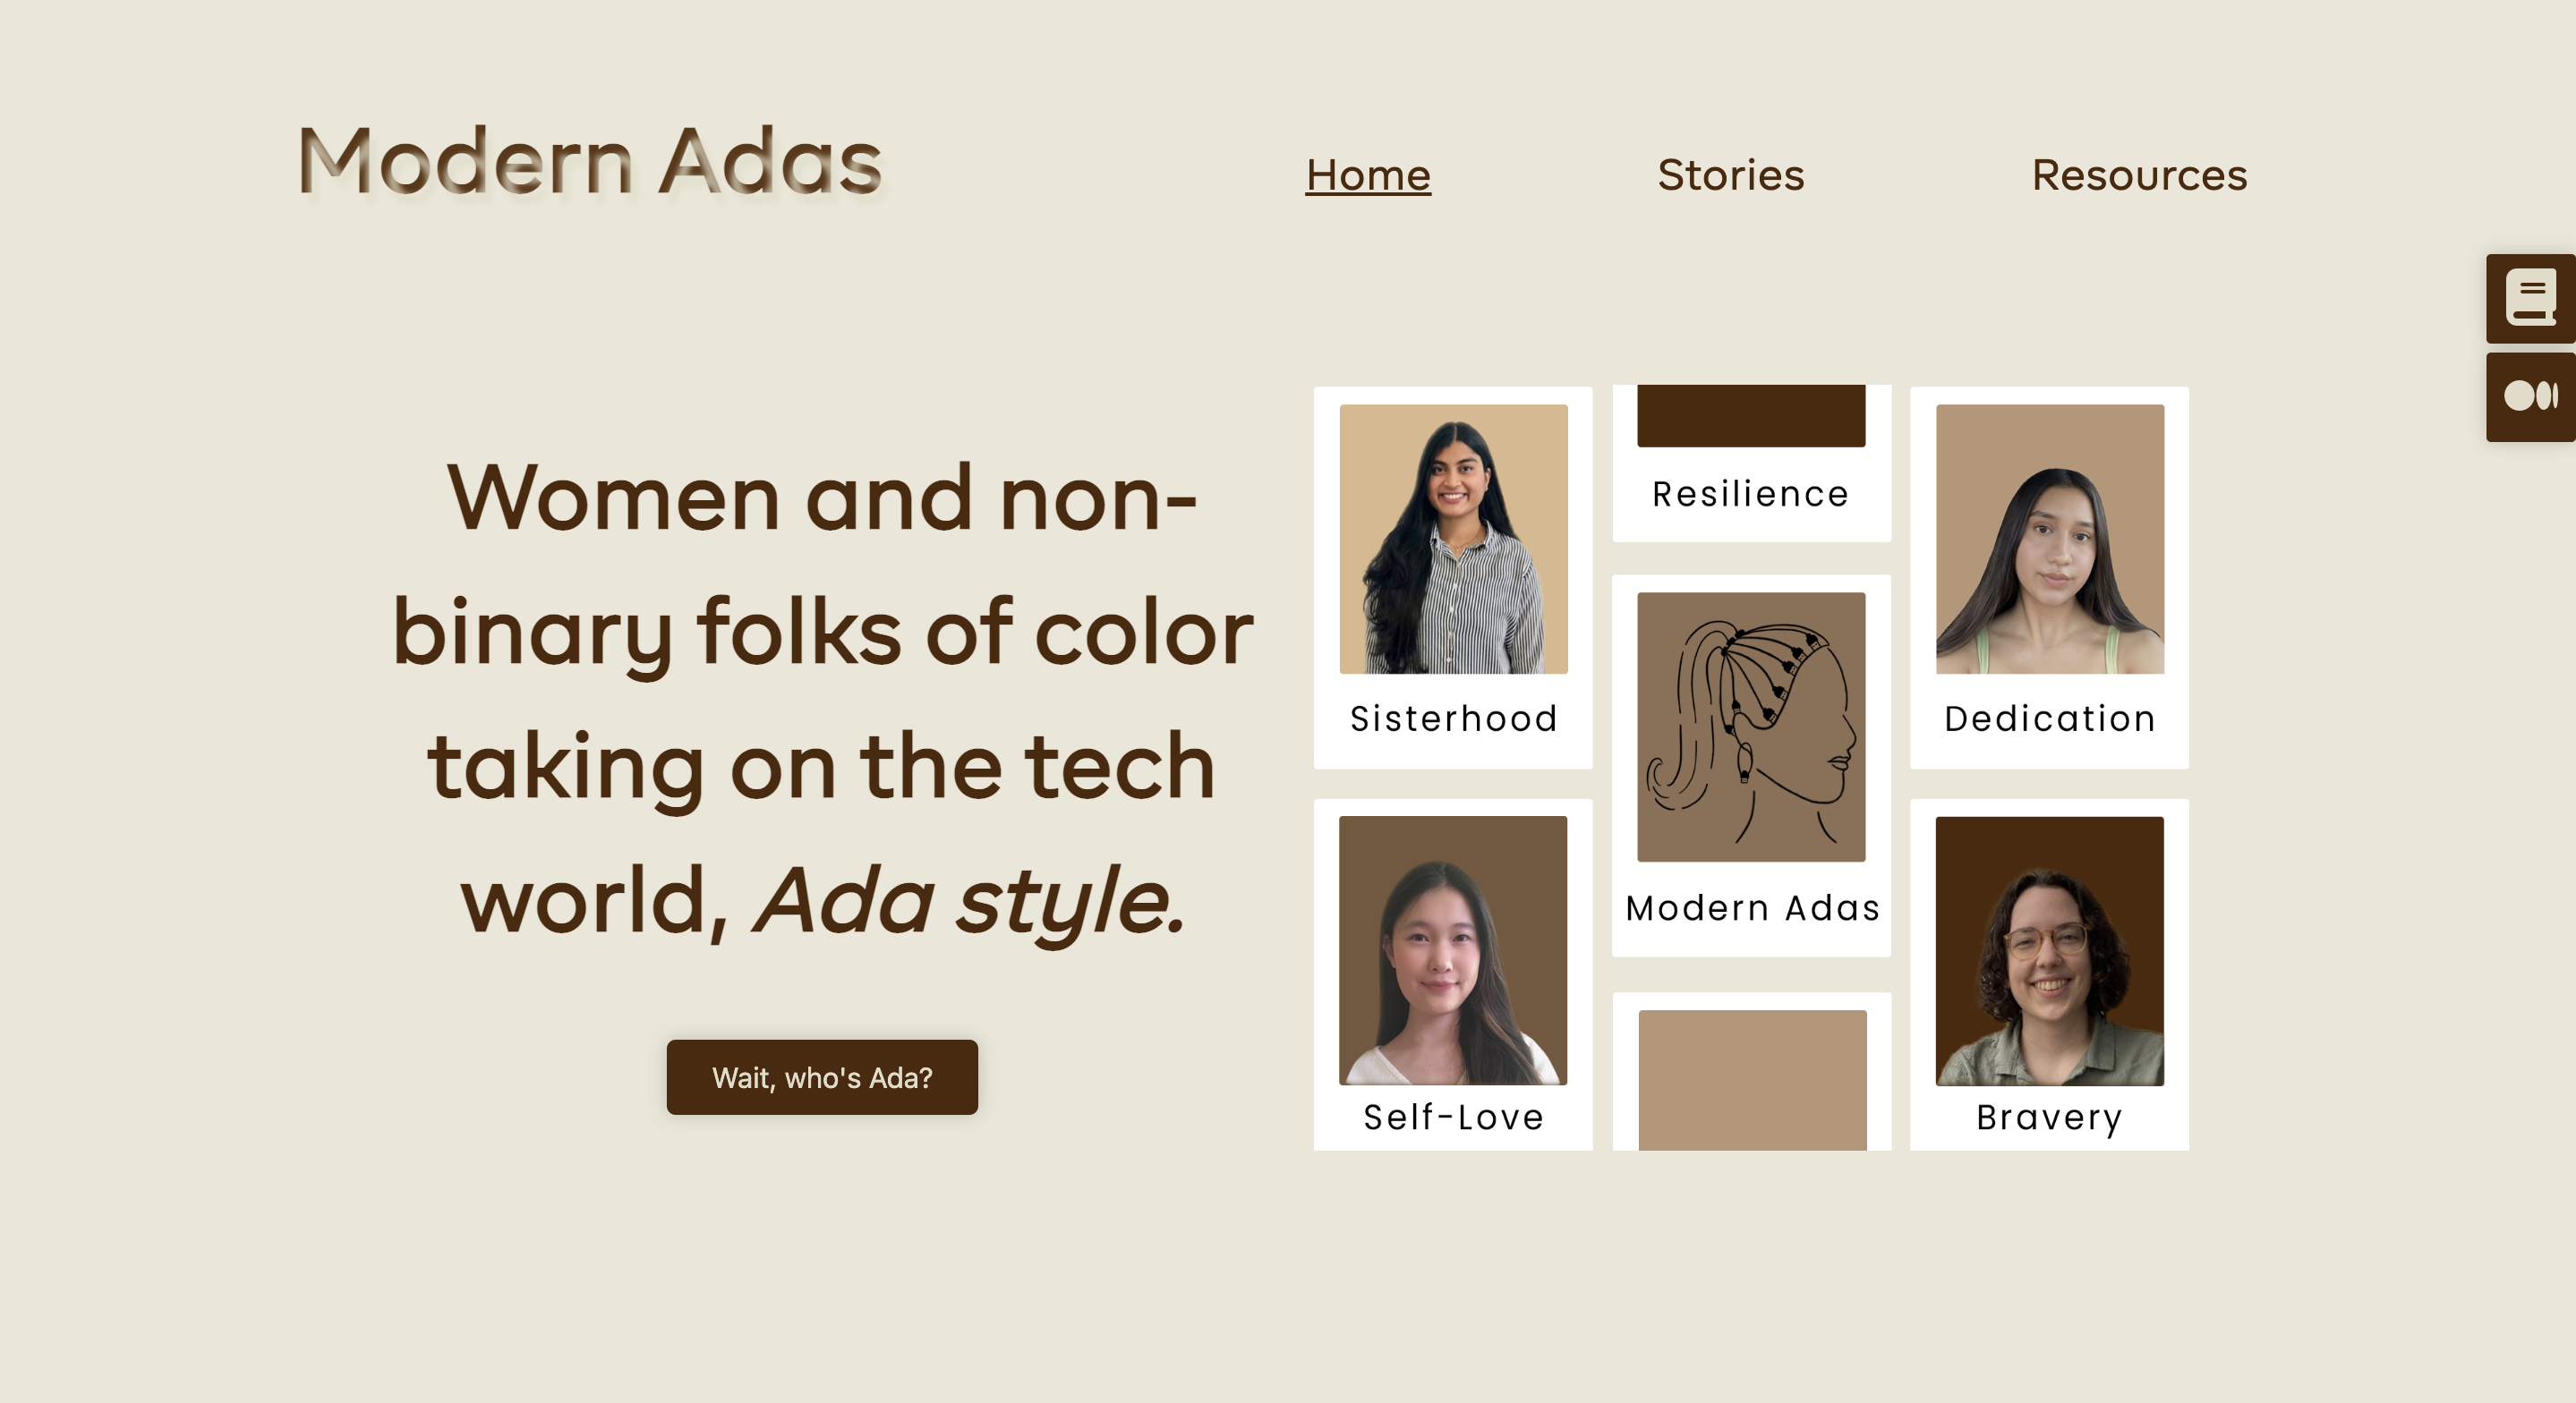 Modern Adas
Home
Stories
Resources
Women and non-
binary folks of color
taking on the tech
world, Ada style.
Wait, who's Ada?
Sisterhood
Resilience
Dedication
Self-Love
Modern Adas
Bravery